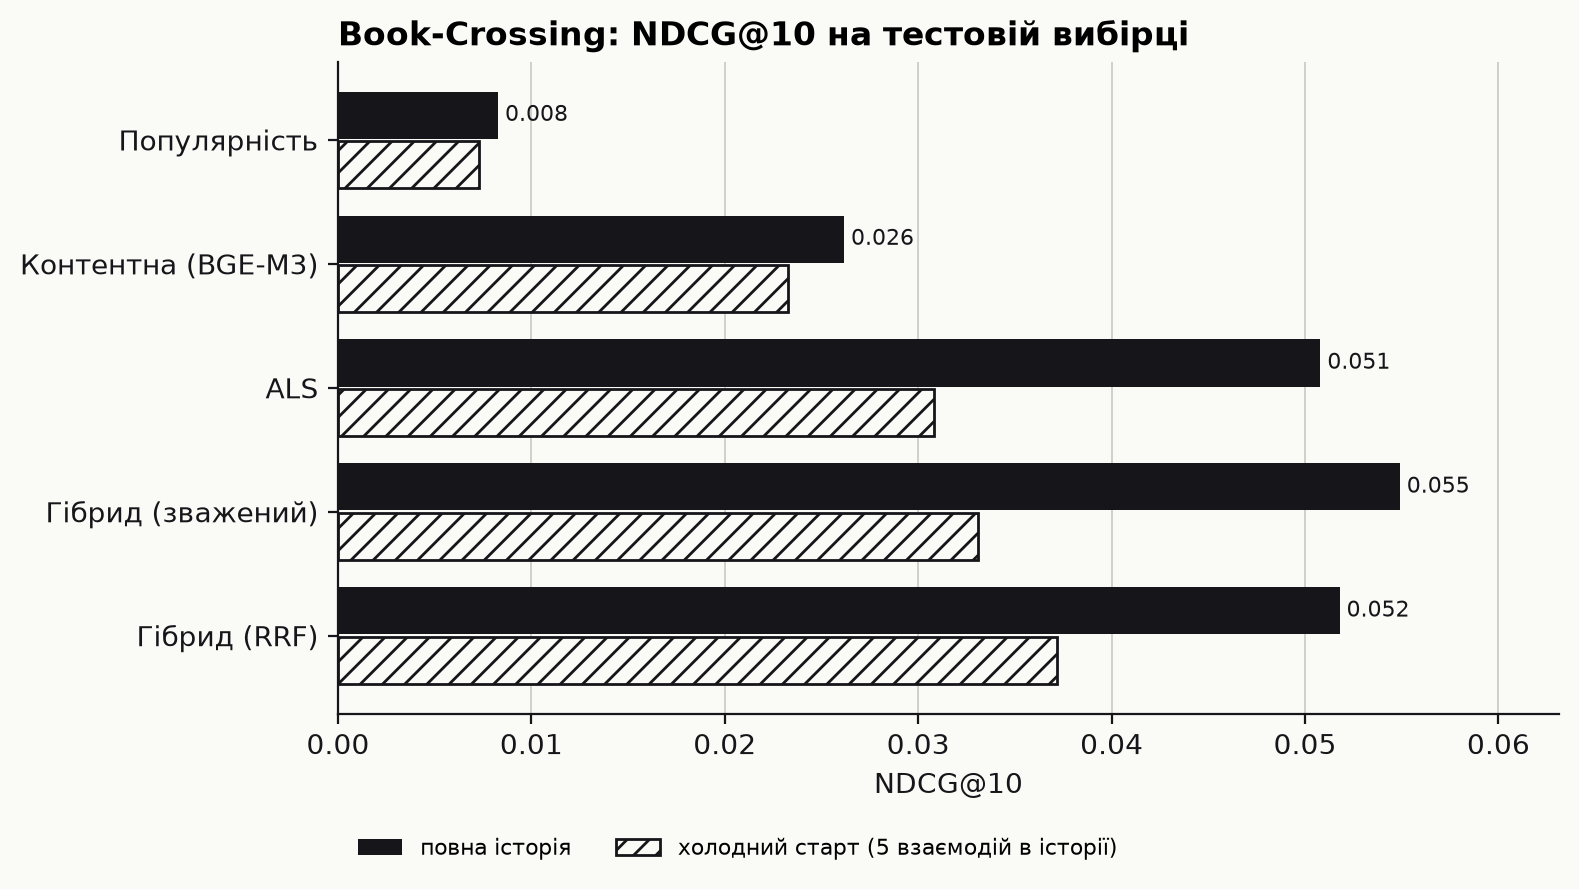 Book-Crossing: NDCG@10 на тестовій вибірці
Популярність
0.008
Контентна (BGE-M3)
0.026
ALS
0.051
Гібрид (зважений)
0.055
Гібрид (RRF)
0.052
0.00 0.01 0.02 0.03 0.04 0.05 0.06
NDCG@10
повна історія
холодний старт (5 взаємодій в історії)